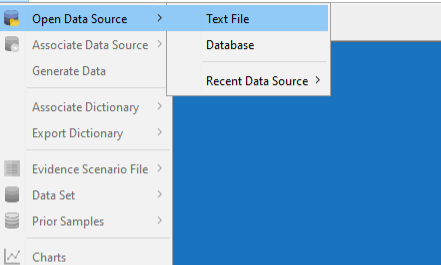 Open Data Source
Text File
Associate Data Source
Database
Generate Data
Recent Data Source
Associate Dictionary
Export Dictionary
Evidence Scenario File
Data Set
Prior Samples
Charts